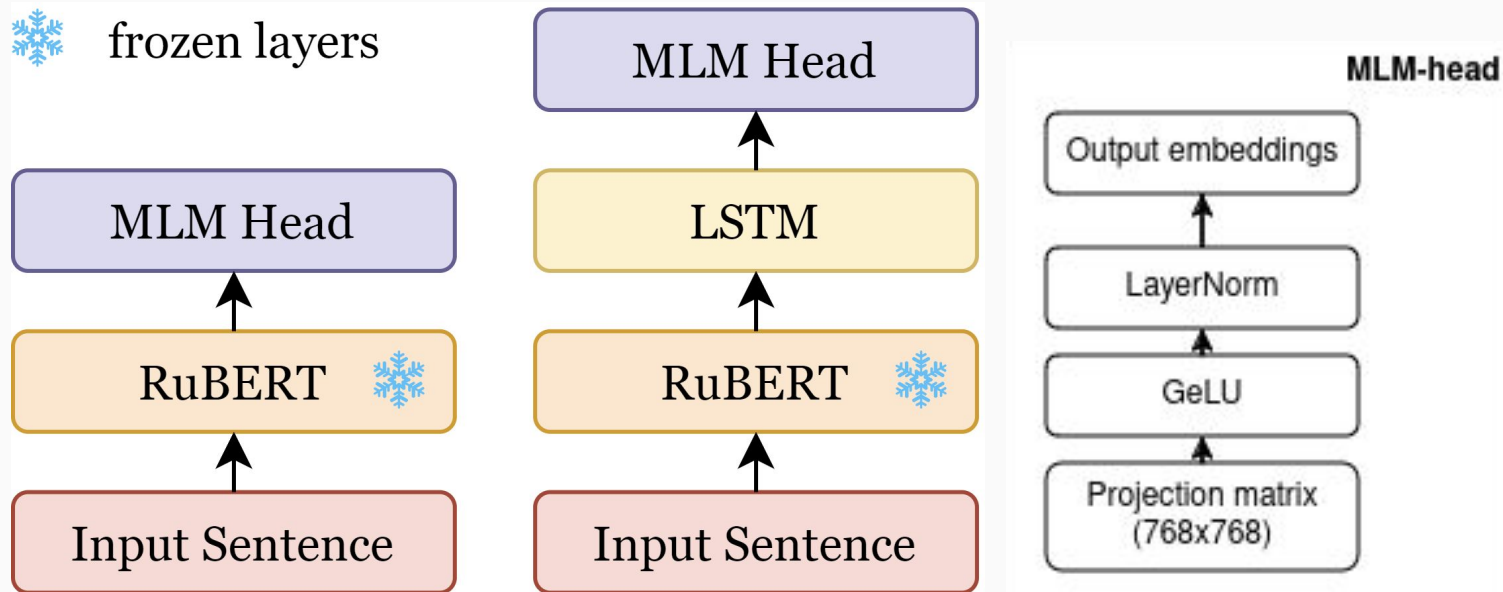 frozen layers
MLM Head
RuBERT
Input Sentence
MLM Head
LSTM
RuBERT
Input Sentence
MLM-head
Output embeddings
LayerNorm
GeLU
Projection matrix
(768x768)